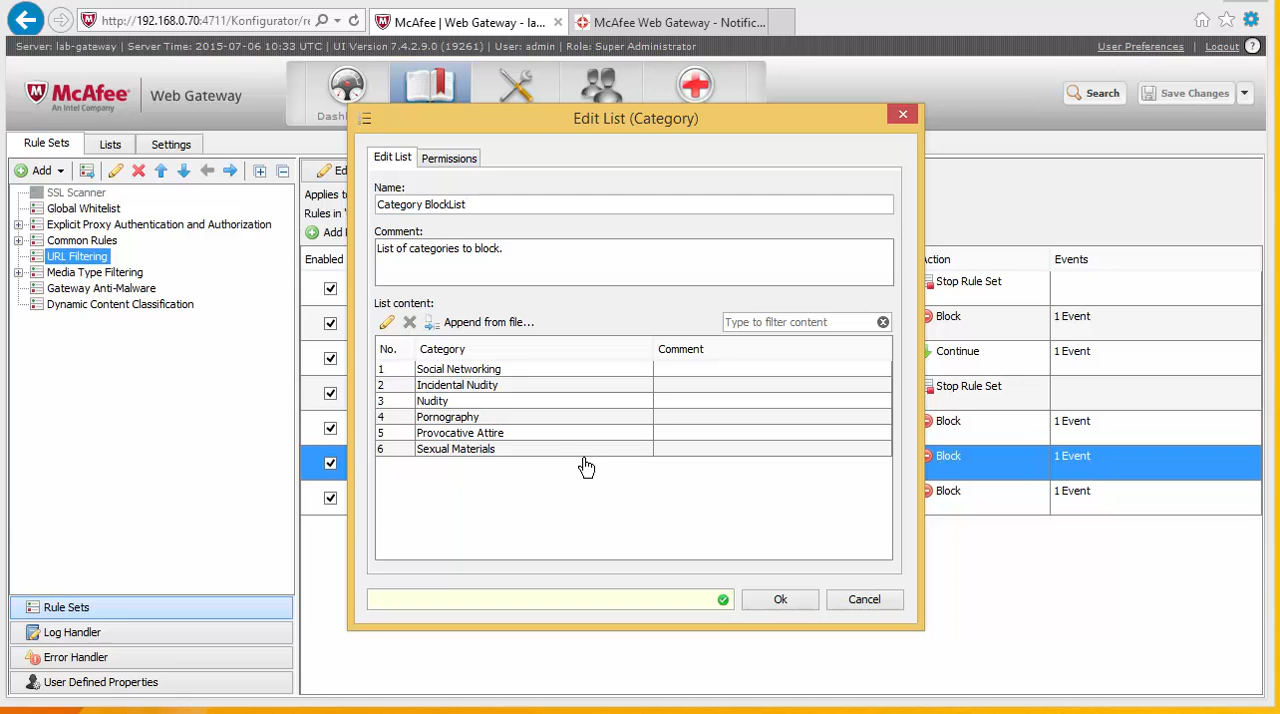 http://192.168.0.70:4711/Konfigurator/re
McAfee | Web Gateway - la...
McAfee Web Gateway - Notific...
Server: lab-gateway | Server Time: 2015-07-06 10:33 UTC | UI Version 7.4.2.9.0 (19261) | User: admin | Role: Super Administrator
User Preferences | Logout ?
McAfee
An Intel Company
Web Gateway
Search
Save Changes
Rule Sets
Lists
Settings
Add
SSL Scanner
Global Whitelist
Explicit Proxy Authentication and Authorization
Common Rules
URL Filtering
Media Type Filtering
Gateway Anti-Malware
Dynamic Content Classification
Rule Sets
Log Handler
Error Handler
User Defined Properties
Applies to
Rules in
Add
Enabled
Edit List (Category)
Edit List
Permissions
Name:
Category BlockList
Comment:
List of categories to block.
List content:
Append from file...
Type to filter content
No. Category Comment
1 Social Networking
2 Incidental Nudity
3 Nudity
4 Pornography
5 Provocative Attire
6 Sexual Materials
Ok
Cancel
Events
Stop Rule Set
Block 1 Event
Continue 1 Event
Stop Rule Set
Block 1 Event
Block 1 Event
Block 1 Event